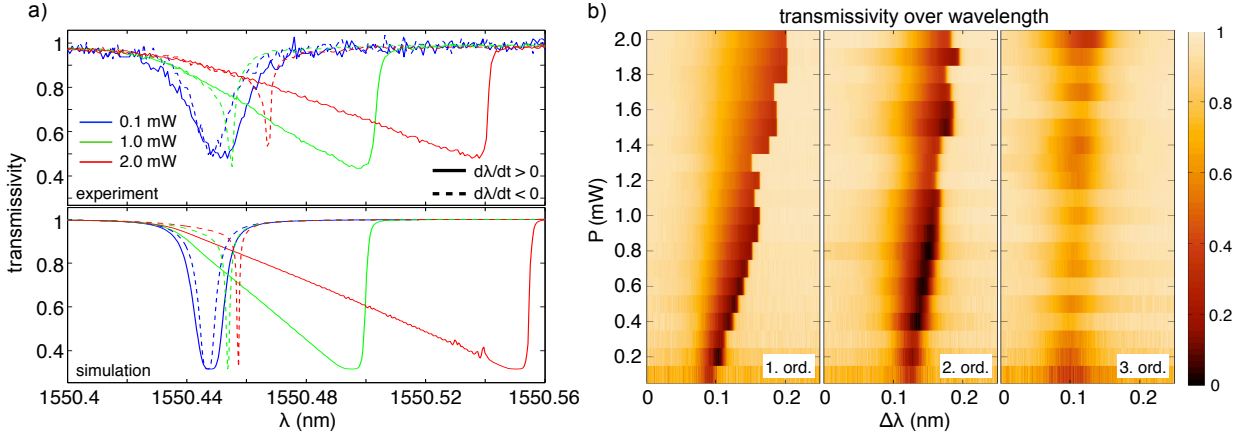 a)
transmissivity
1
0.8
0.6
0.4
0.1 mW
1.0 mW
2.0 mW
experiment
dλ/dt > 0
dλ/dt < 0
1
0.8
0.6
0.4
simulation
1550.4
1550.44
1550.48
1550.52
1550.56
λ (nm)
b)
transmissivity over wavelength
P (mW)
2.0
1.8
1.6
1.4
1.2
1.0
0.8
0.6
0.4
0.2
1. ord.
2. ord.
3. ord.
0
0.1
0.2
0
0.1
0.2
0
0.1
0.2
Δλ (nm)
1
0.8
0.6
0.4
0.2
0